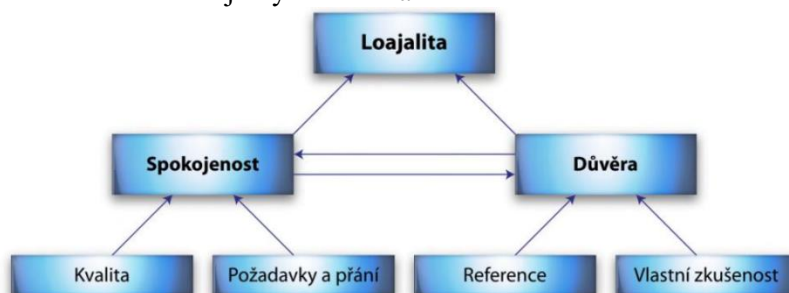 Loajalita
Spokojenost
Důvěra
Kvalita
Požadavky a přání
Reference
Vlastní zkušenost